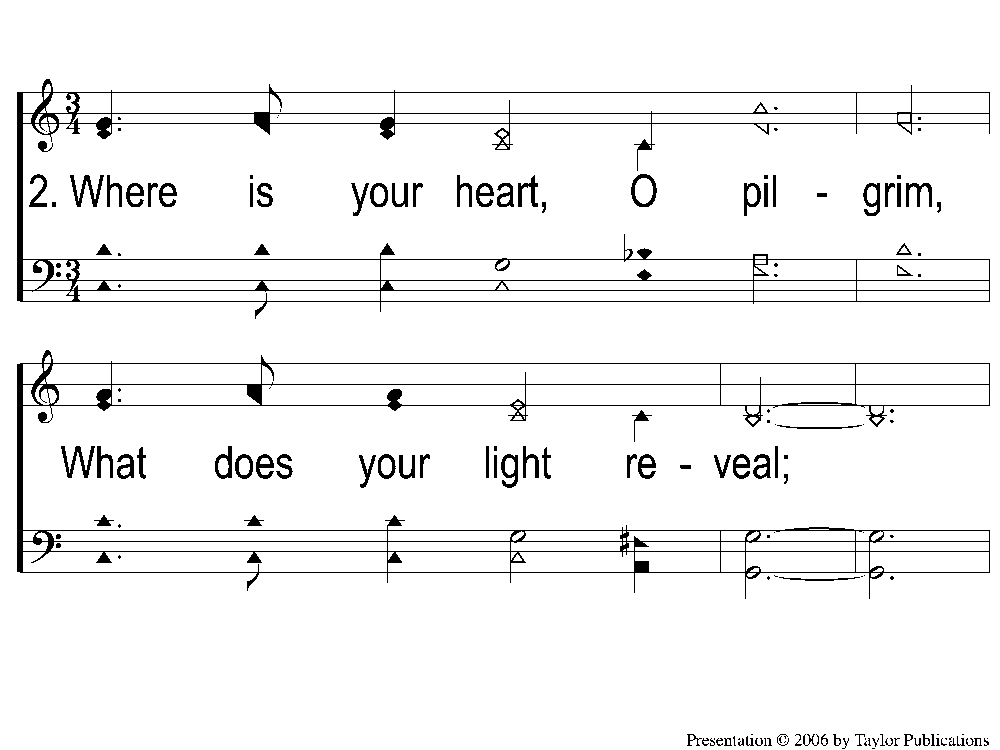 2. Where is your heart, O pil - grim,
What does your light re - veal;
Presentation © 2006 by Taylor Publications